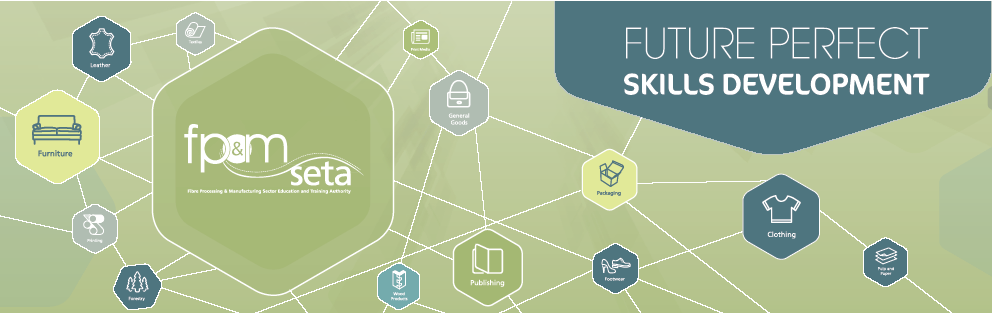 FUTURE PERFECT
SKILLS DEVELOPMENT
Leather
Textiles
Print Media
General
Goods
Furniture
fp&m
seta
Fibre Processing & Manufacturing Sector Education and Training Authority
Packaging
Printing
Clothing
Forestry
Wood
Products
Publishing
Footwear
Pulp and
Paper